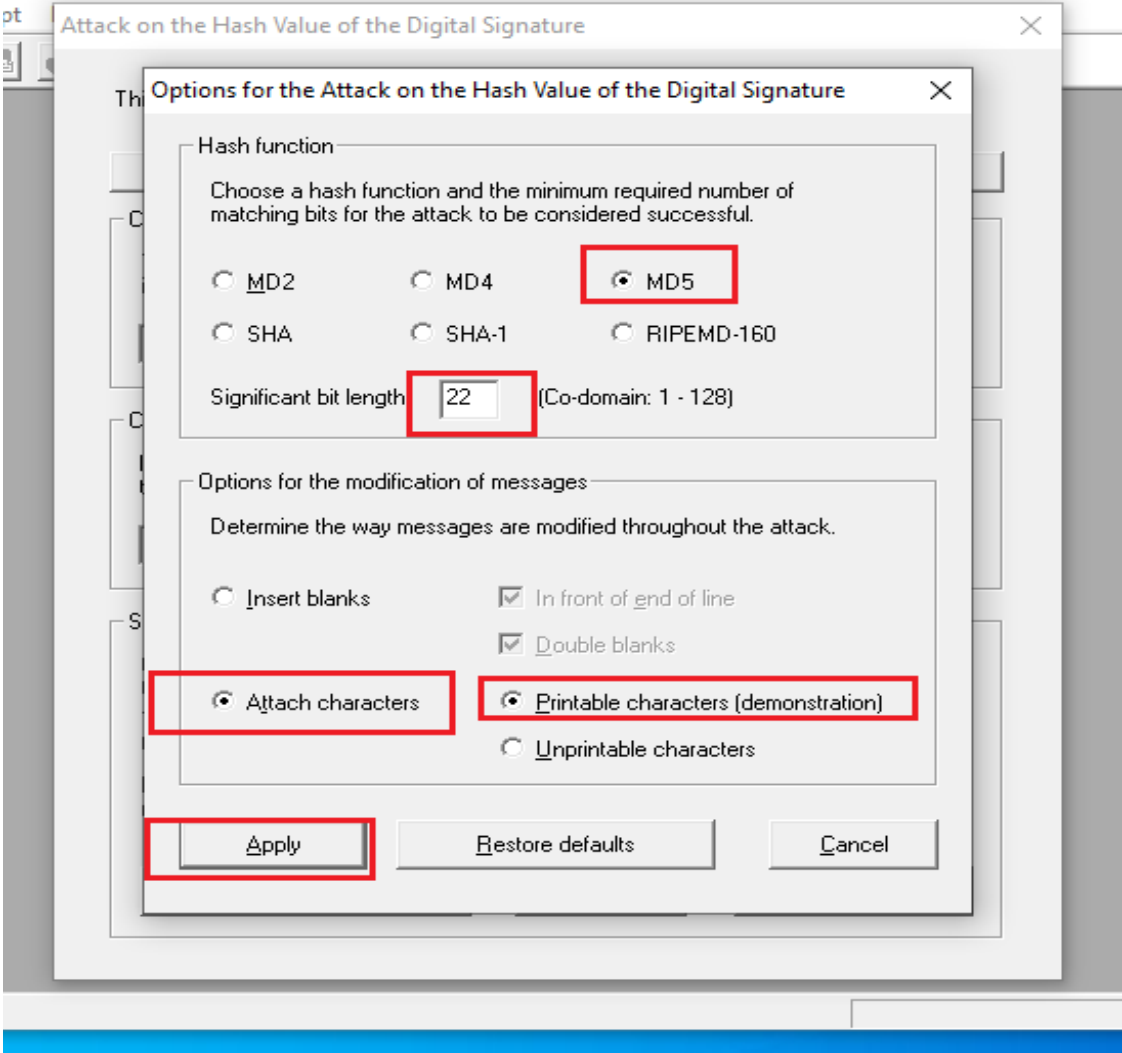 pt
Attack on the Hash Value of the Digital Signature
Thi
Options for the Attack on the Hash Value of the Digital Signature
Hash function
Choose a hash function and the minimum required number of
matching bits for the attack to be considered successful.
MD2 MD4 MD5
SHA SHA-1 RIPEMD-160
Significant bit length 22 (Co-domain: 1 - 128)
C
C
Options for the modification of messages
Determine the way messages are modified throughout the attack.
Insert blanks In front of end of line
S
Double blanks
Attach characters Printable characters (demonstration)
Unprintable characters
Apply Restore defaults Cancel